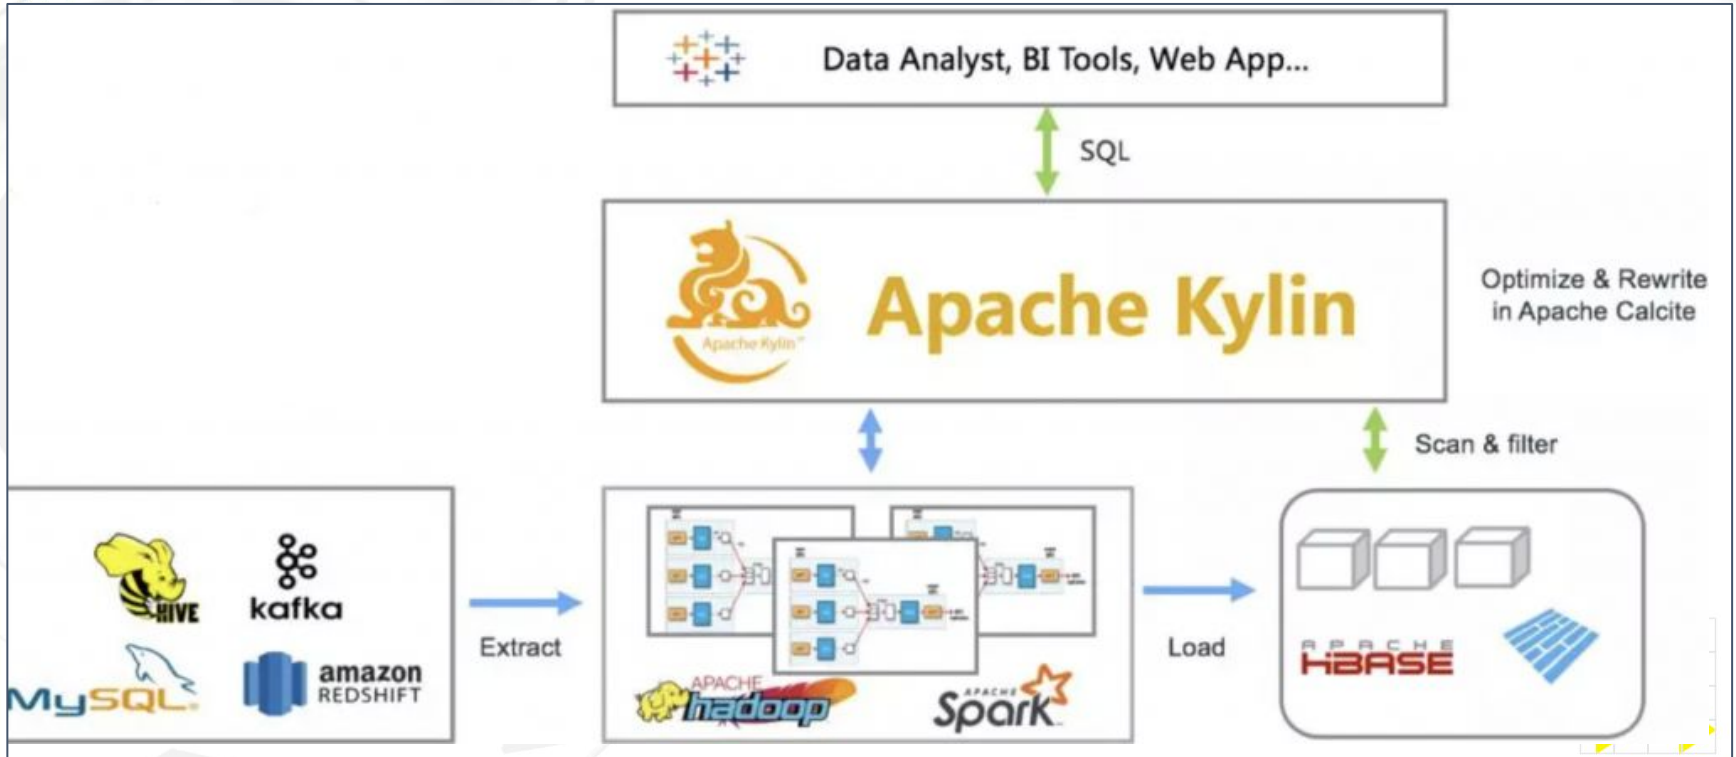 Data Analyst, BI Tools, Web App...
SQL
Apache Kylin™
Apache Kylin
Optimize & Rewrite
in Apache Calcite
Scan & filter
HIVE
kafka
MySQL
amazon
REDSHIFT
Extract
APACHE
hadoop
APACHE
Spark
Load
APACHE
HBASE